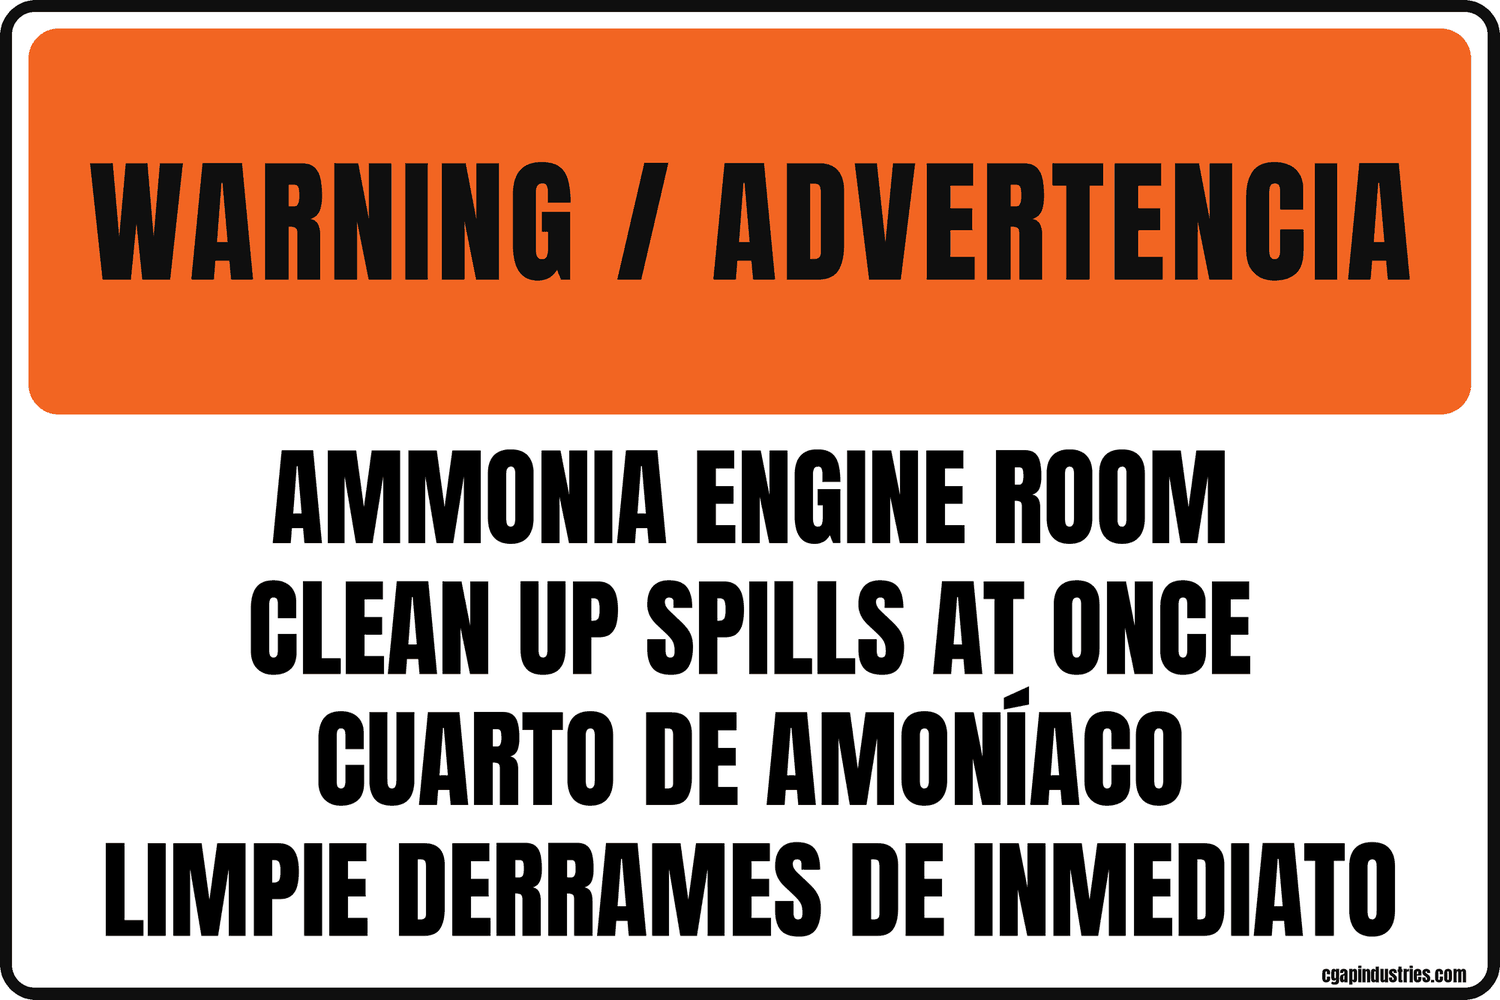 WARNING / ADVERTENCIA
AMMONIA ENGINE ROOM
CLEAN UP SPILLS AT ONCE
CUARTO DE AMONÍACO
LIMPIE DERRAMES DE INMEDIATO
cgapindustries.com